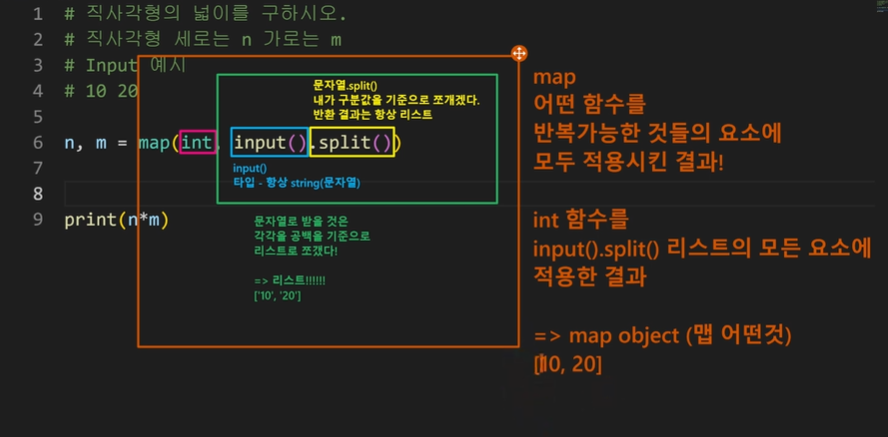 1 # 직사각형의 넓이를 구하시오.
2 # 직사각형 세로는 n 가로는 m
3 # Input 예시
4 # 10 20
5
문자열.split()
내가 구분값을 기준으로 쪼개겠다.
반환 결과는 항상 리스트
6 n, m = map(int, input().split())
7
input()
타입 - 항상 string(문자열)
8
9 print(n*m)
문자열로 받을 것은
각각을 공백을 기준으로
리스트로 쪼갰다!
=> 리스트!!!!!!
['10', '20']
map
어떤 함수를
반복가능한 것들의 요소에
모두 적용시킨 결과!
int 함수를
input().split() 리스트의 모든 요소에
적용한 결과
=> map object (맵 어떤것)
[10, 20]